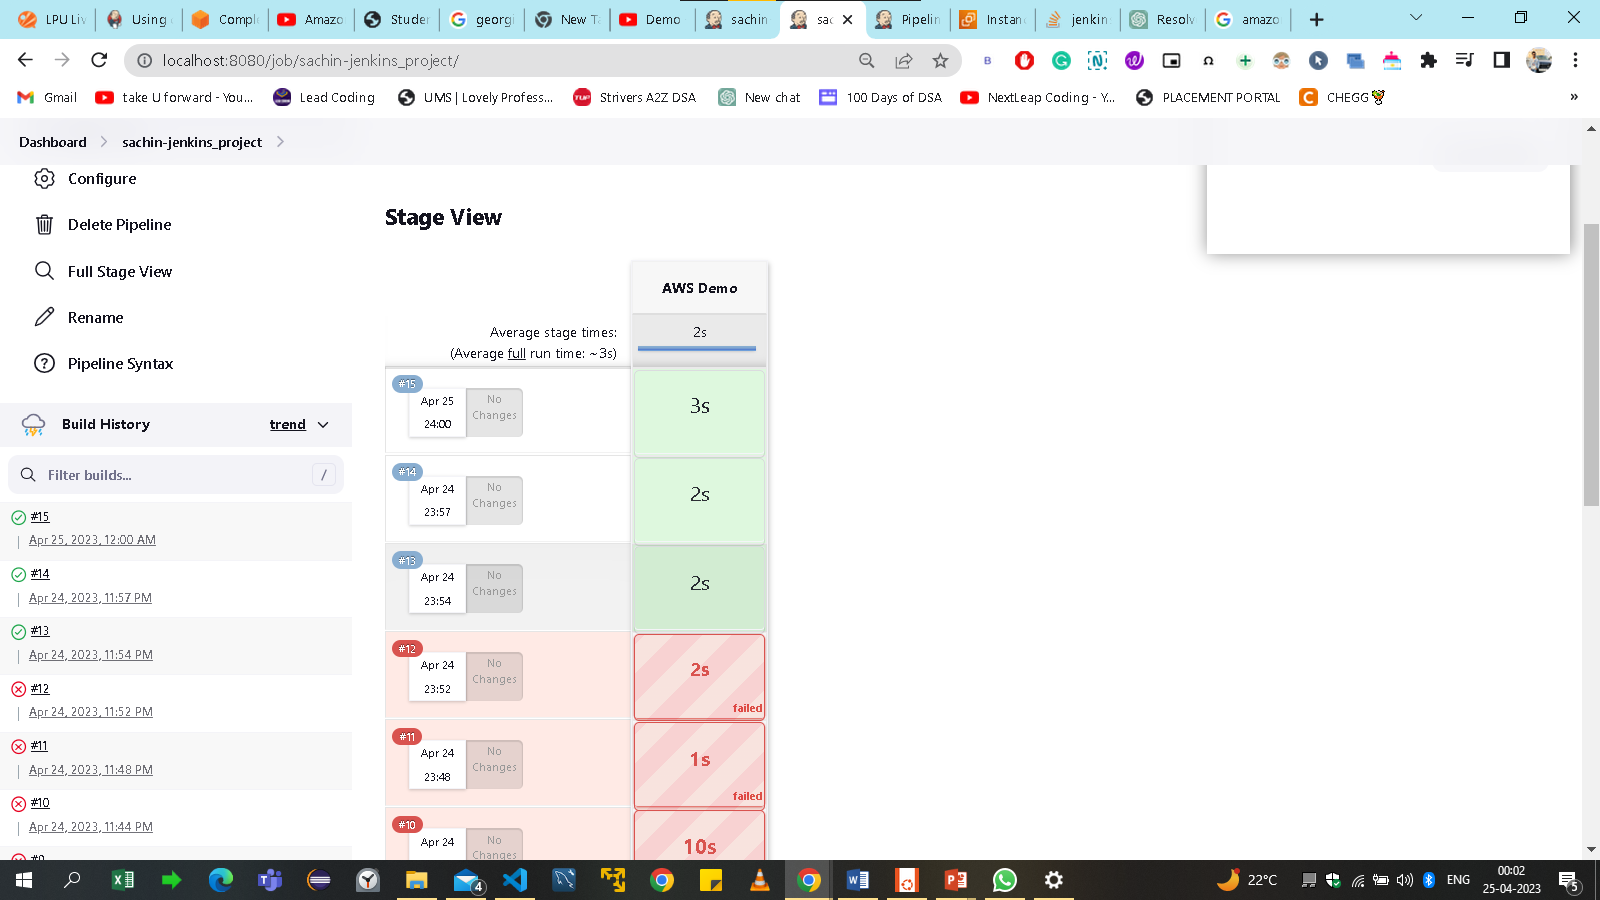 LPU Liv
Using
Compl
Amazo
Studer
georgi
New T
Demo
sachin
sac
Pipelin
Instan
jenkin
Resolv
amazo
localhost:8080/job/sachin-jenkins_project/
Gmail
take U forward - You...
Lead Coding
UMS | Lovely Profess...
Strivers A2Z DSA
New chat
100 Days of DSA
NextLeap Coding - Y...
PLACEMENT PORTAL
CHEGG
»
Dashboard
sachin-jenkins_project
Configure
Delete Pipeline
Full Stage View
Rename
Pipeline Syntax
Build History
trend
Filter builds...
/
#15
Apr 25, 2023, 12:00 AM
#14
Apr 24, 2023, 11:57 PM
#13
Apr 24, 2023, 11:54 PM
#12
Apr 24, 2023, 11:52 PM
#11
Apr 24, 2023, 11:48 PM
#10
Apr 24, 2023, 11:44 PM
#9
Stage View
AWS Demo
Average stage times:
(Average full run time: ~3s)
2s
#15
Apr 25
24:00
No
Changes
3s
#14
Apr 24
23:57
No
Changes
2s
#13
Apr 24
23:54
No
Changes
2s
#12
Apr 24
23:52
No
Changes
2s
failed
#11
Apr 24
23:48
No
Changes
1s
failed
#10
Apr 24
No
Changes
10s
4
22°C
ENG
00:02
25-04-2023
5